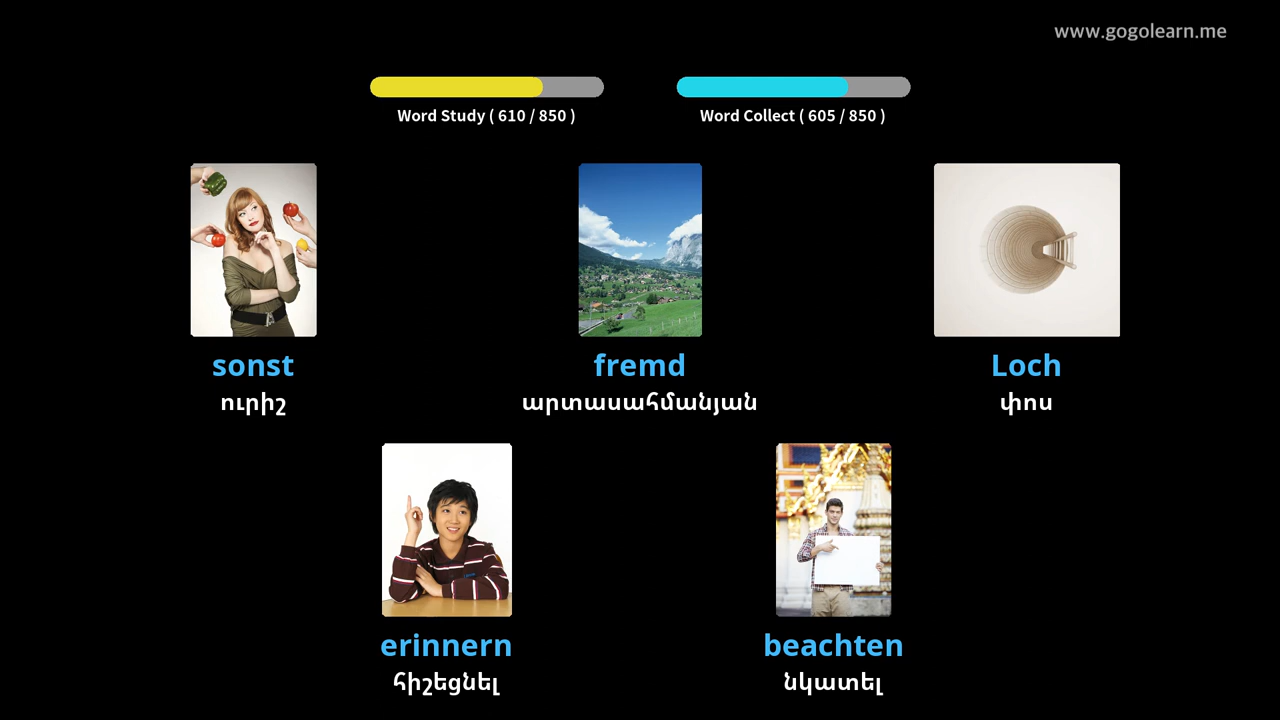 www.gogolearn.me
Word Study ( 610 / 850 )
Word Collect ( 605 / 850 )
sonst
ուրիշ
fremd
արտասահմանյան
Loch
փոս
erinnern
հիշեցնել
beachten
նկատել